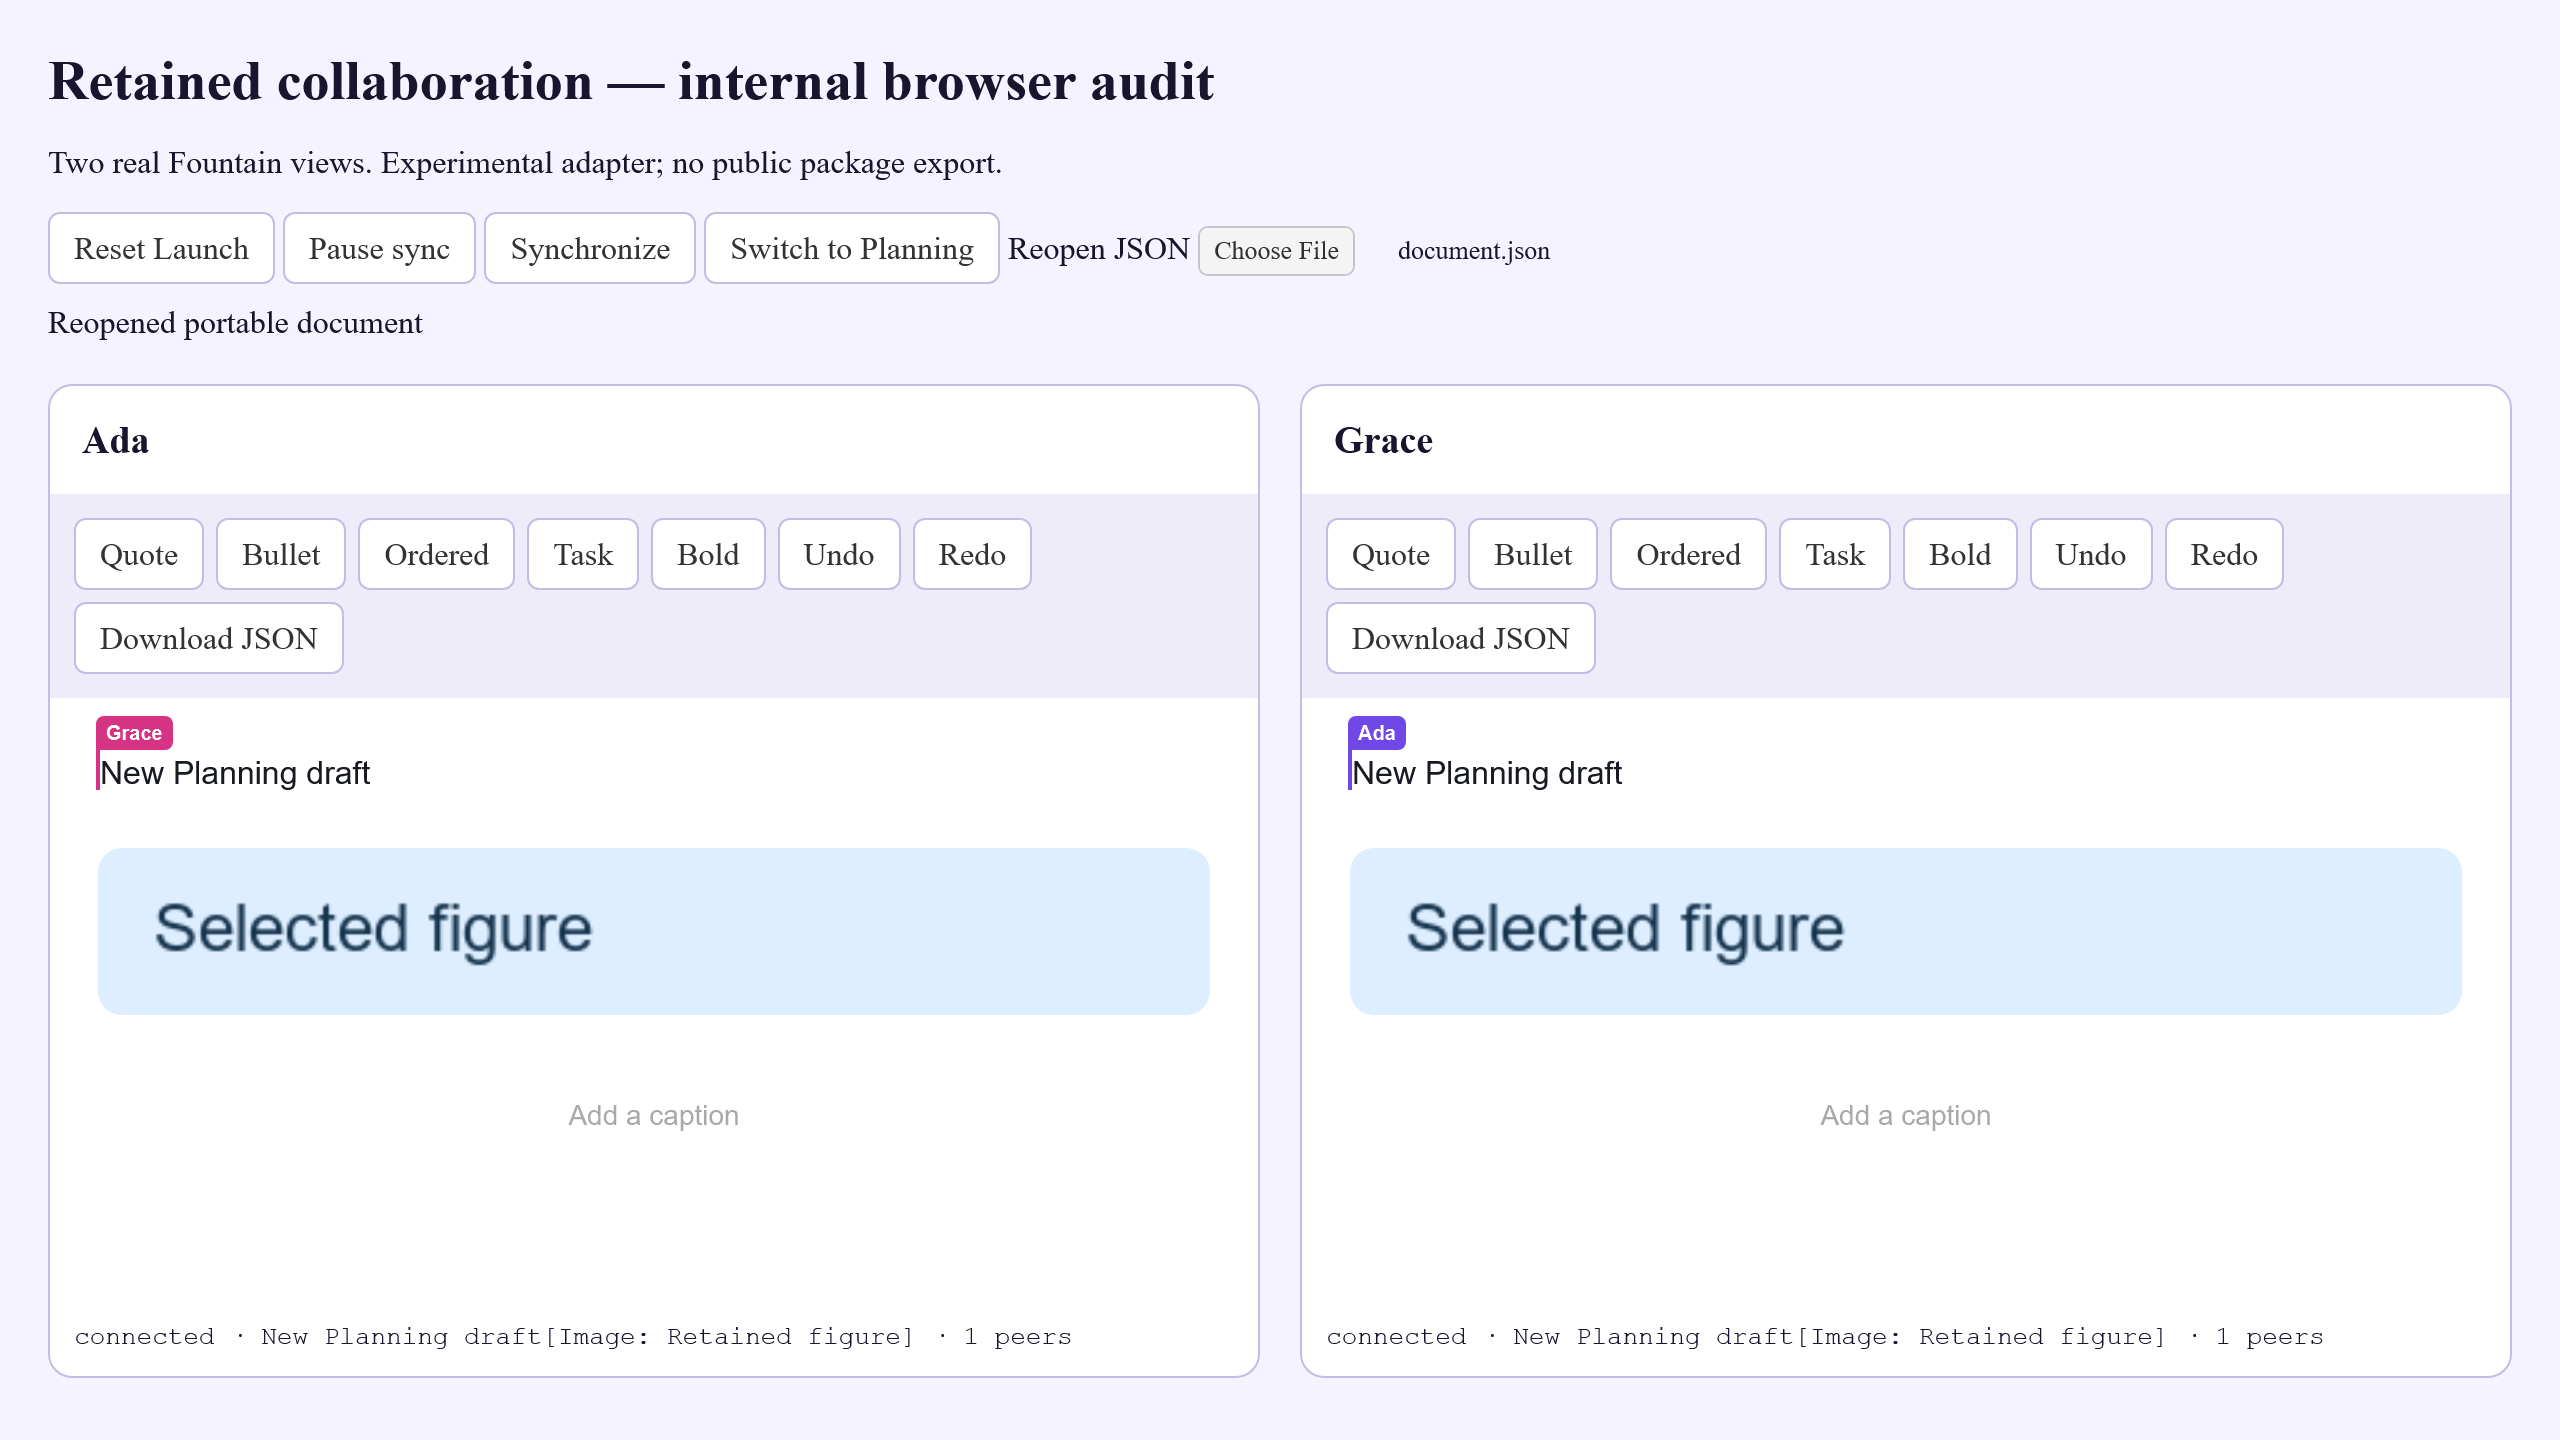 Retained collaboration — internal browser audit
Two real Fountain views. Experimental adapter; no public package export.
Reset Launch Pause sync Synchronize Switch to Planning Reopen JSON Choose File document.json
Reopened portable document
Ada
Quote Bullet Ordered Task Bold Undo Redo
Download JSON
Grace
New Planning draft
Selected figure
Add a caption
connected · New Planning draft[Image: Retained figure] · 1 peers
Grace
Quote Bullet Ordered Task Bold Undo Redo
Download JSON
Ada
New Planning draft
Selected figure
Add a caption
connected · New Planning draft[Image: Retained figure] · 1 peers